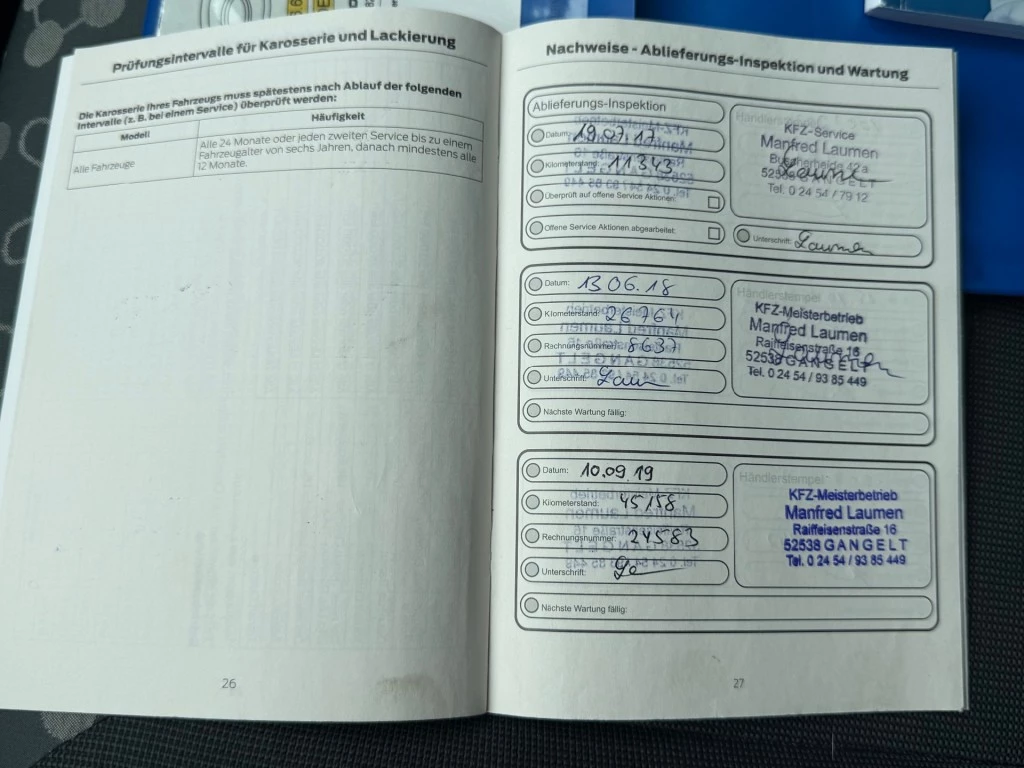 Prüfungsintervalle für Karosserie und Lackierung
Die Karosserie Ihres Fahrzeugs muss spätestens nach Ablauf der folgenden
Intervalle (z. B. bei einem Service) überprüft werden:
Modell
Häufigkeit
Alle Fahrzeuge
Alle 24 Monate oder jeden zweiten Service bis zu einem
Fahrzeugalter von sechs Jahren, danach mindestens alle
12 Monate.
26
Nachweise - Ablieferungs-Inspektion und Wartung
Ablieferungs-Inspektion
Datum: 19.07.17
Kilometerstand: 11343
Überprüft auf offene Service Aktionen:
Offene Service Aktionen abgearbeitet:
Händlerstempel
KFZ-Service
Manfred Laumen
52538 GANGELT
Tel. 0 24 54 / 79 12
Unterschrift: Laumen
Datum: 13 06.18
Kilometerstand: 26764
Rechnungsnummer: 8637
Unterschrift:
Nächste Wartung fällig:
Händlerstempel
KFZ-Meisterbetrieb
Manfred Laumen
Raiffeisenstraße 16
52538 GANGELT
Tel. 0 24 54 / 93 85 449
Datum: 10.09.19
Kilometerstand: 45158
Rechnungsnummer: 24583
Unterschrift:
Nächste Wartung fällig:
Händlerstempel:
KFZ-Meisterbetrieb
Manfred Laumen
Raiffeisenstraße 16
52538 GANGELT
Tel. 0 24 54 / 93 85 449
27